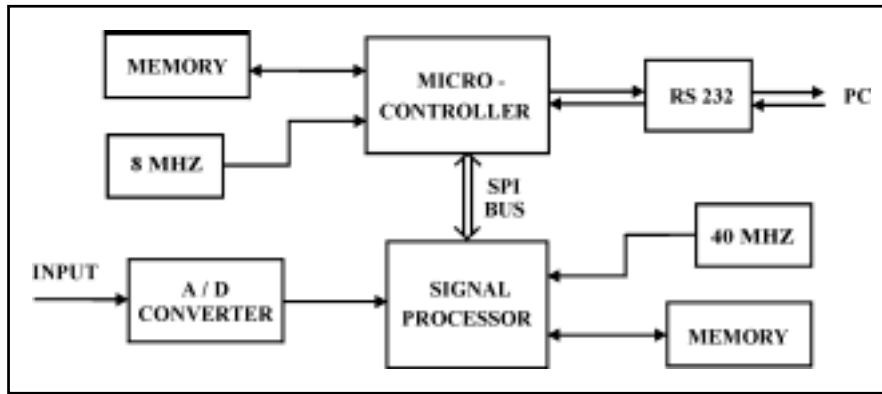 MEMORY
MICRO -
CONTROLLER
RS 232
PC
8 MHZ
SPI
BUS
40 MHZ
INPUT
A / D
CONVERTER
SIGNAL
PROCESSOR
MEMORY